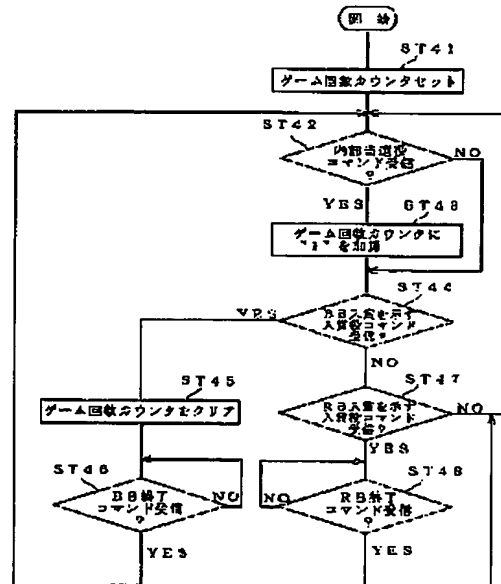 開始
ST41
ゲーム回数カウンタセット
ST42
内部当選役
コマンド受信
?
NO
YES
ST43
ゲーム回数カウンタに
"1"を加算
ST44
BB入賞を示す
入賞役コマンド
受信?
YES
NO
ST45
ゲーム回数カウンタをクリア
ST47
RB入賞を示す
入賞役コマンド
受信?
NO
YES
ST46
BB終了
コマンド受信
?
NO
YES
ST48
RB終了
コマンド受信
?
NO
YES